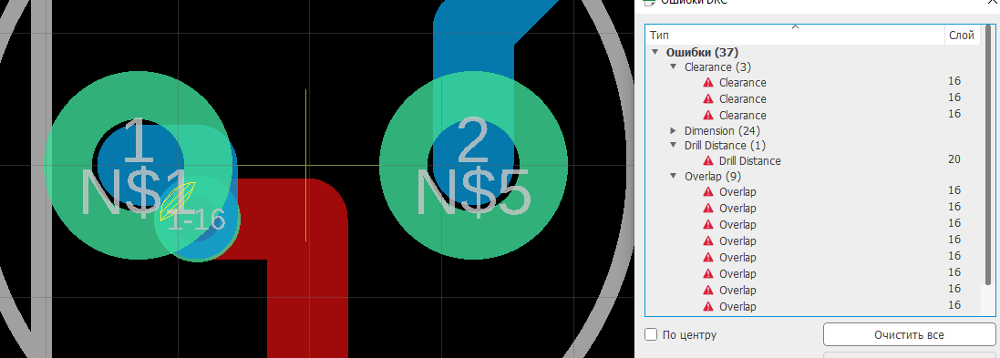 Ошибки DRC
Тип Слой
Ошибки (37)
Clearance (3)
Clearance 16
Clearance 16
Clearance 16
Dimension (24)
Drill Distance (1)
Drill Distance 20
Overlap (9)
Overlap 16
Overlap 16
Overlap 16
Overlap 16
Overlap 16
Overlap 16
Overlap 16
Overlap 16
По центру
Очистить все
1
N$1
1-16
2
N$5